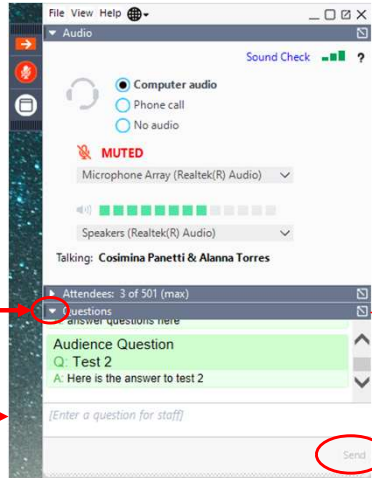 File View Help
Audio
Sound Check ?
Computer audio
Phone call
No audio
MUTED
Microphone Array (Realtek(R) Audio)
Speakers (Realtek(R) Audio)
Talking: Cosimina Panetti & Alanna Torres
Attendees: 3 of 501 (max)
Questions
A: answer questions here
Audience Question
Q: Test 2
A: Here is the answer to test 2
[Enter a question for staff]
Send